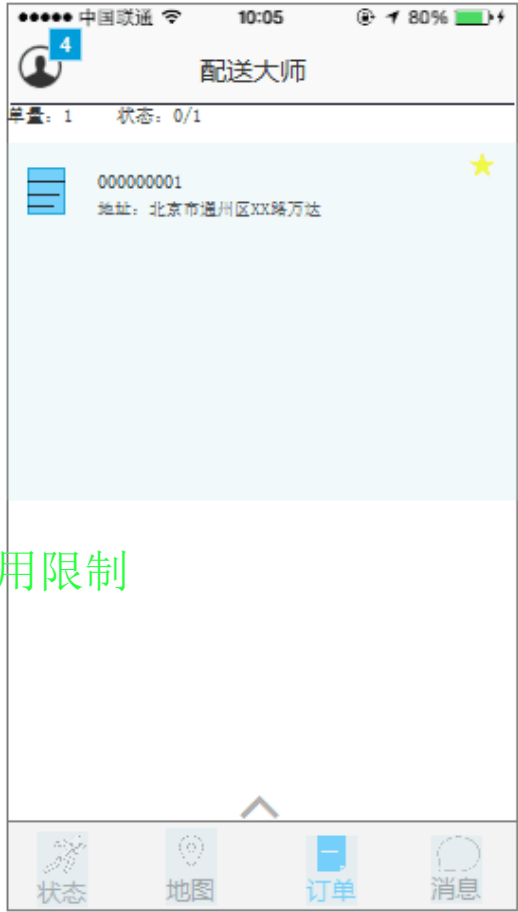 中国联通 10:05 80%
4
配送大师
单量：1 状态：0/1
000000001
地址：北京市通州区XX路万达
用限制
状态 地图 订单 消息